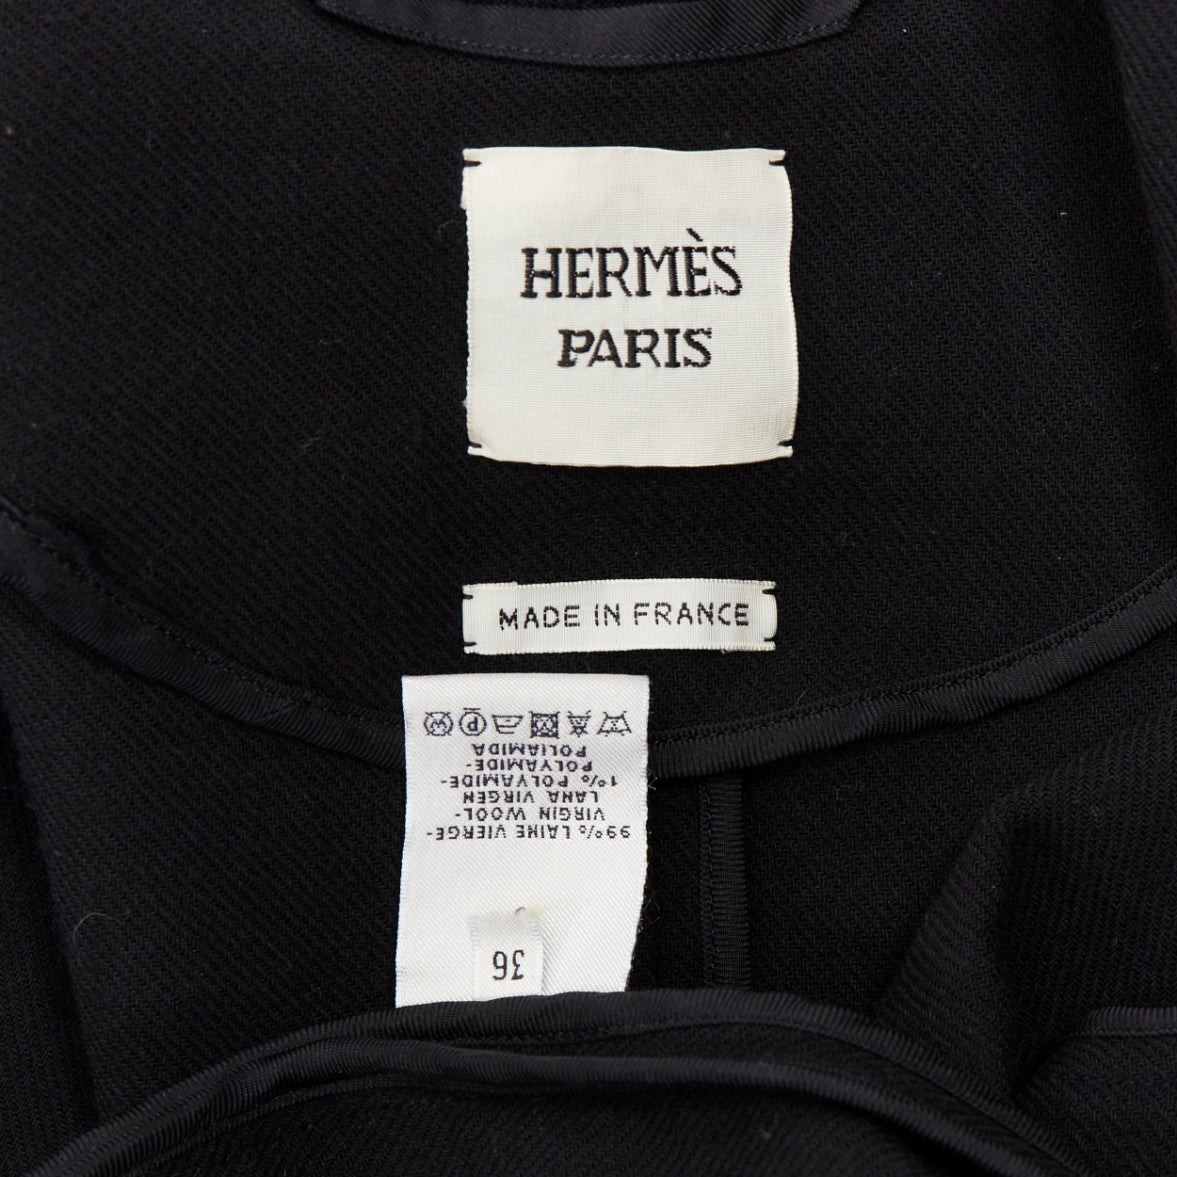 HERMÈS
PARIS
MADE IN FRANCE
36
99% LAINE VIERGE-
VIRGIN WOOL-
LANA VIRGEN
1% POLYAMIDE-
POLYAMIDE-
POLIAMIDA